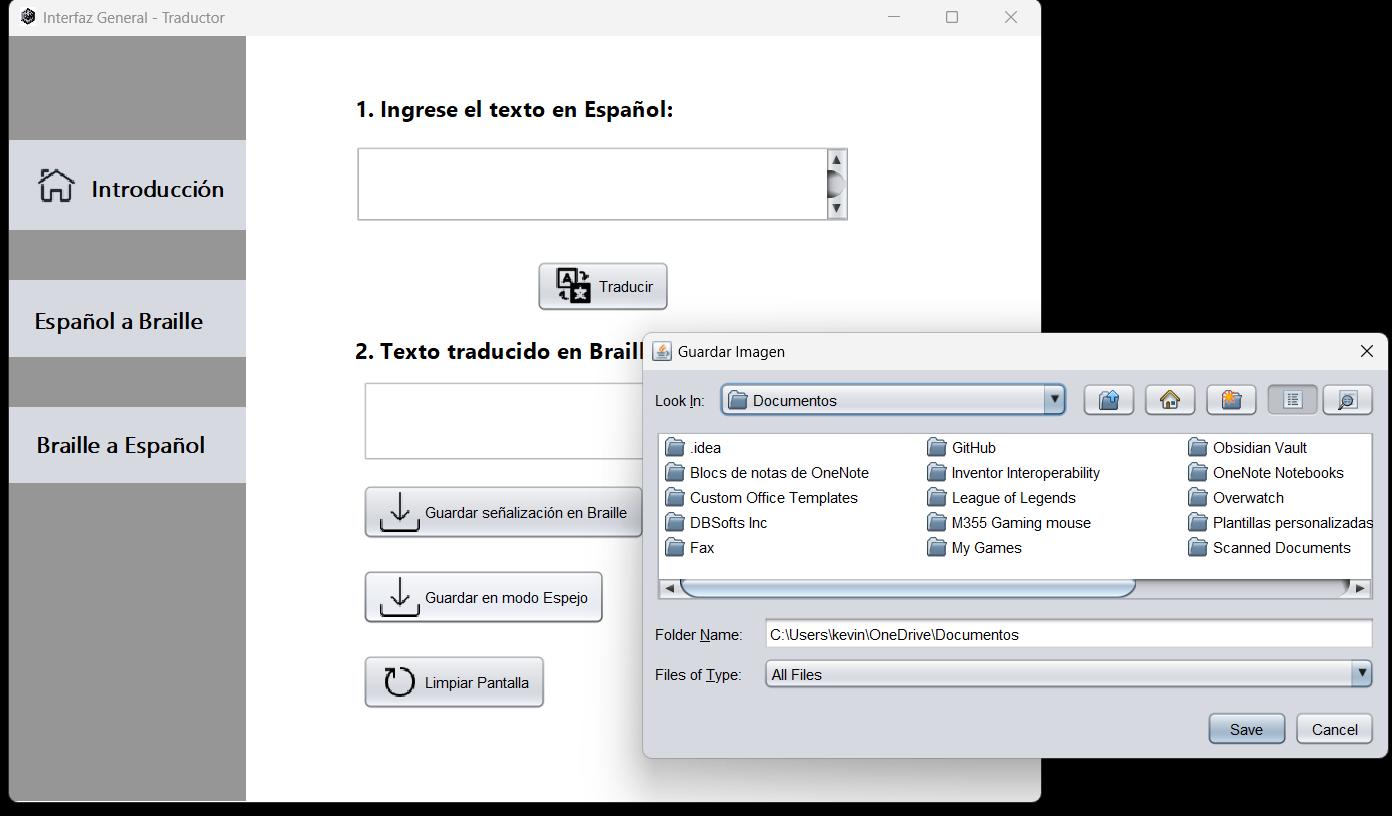 Interfaz General - Traductor
Introducción
Español a Braille
Braille a Español
1. Ingrese el texto en Español:
Traducir
2. Texto traducido en Braill
Guardar señalización en Braille
Guardar en modo Espejo
Limpiar Pantalla
Guardar Imagen
Look In: Documentos
.idea GitHub Obsidian Vault
Blocs de notas de OneNote Inventor Interoperability OneNote Notebooks
Custom Office Templates League of Legends Overwatch
DBSofts Inc M355 Gaming mouse Plantillas personalizadas
Fax My Games Scanned Documents
Folder Name: C:\Users\kevin\OneDrive\Documentos
Files of Type: All Files
Save Cancel